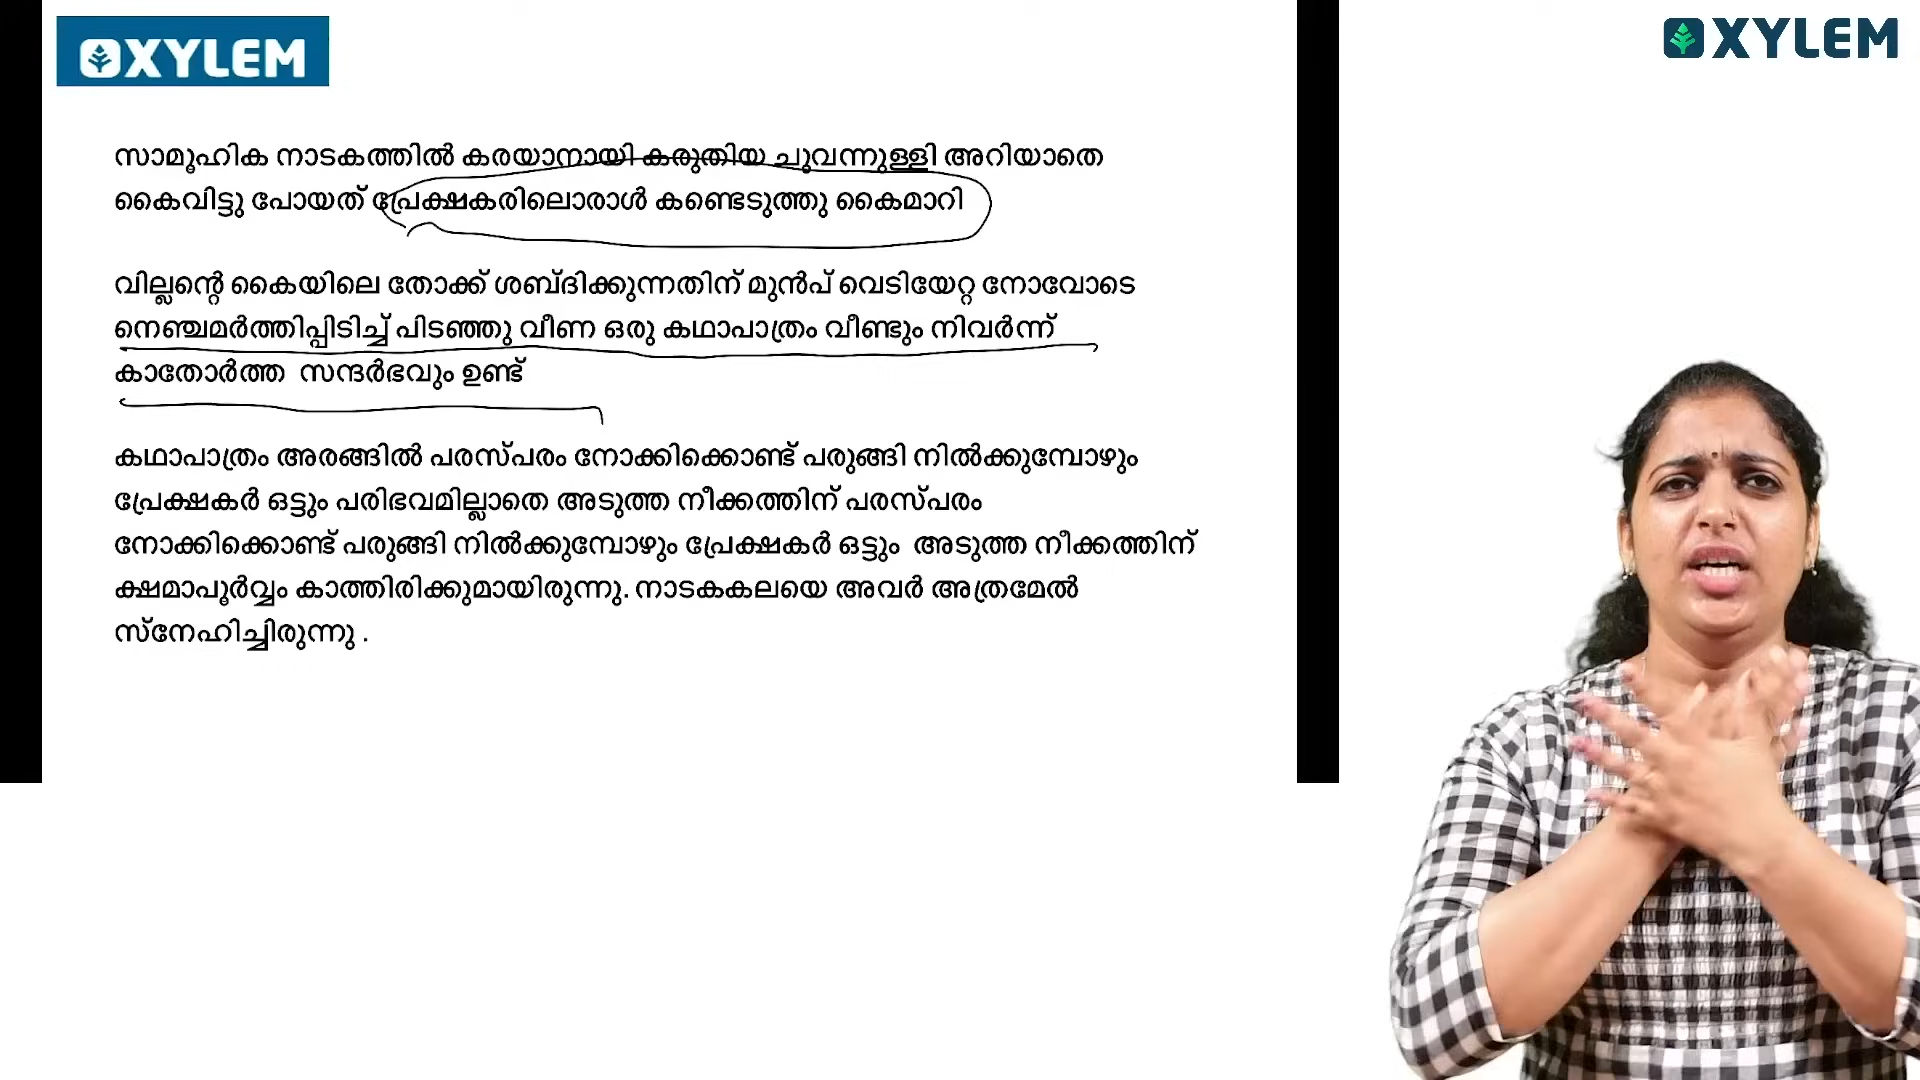 XYLEM
XYLEM
സാമൂഹിക നാടകത്തിൽ കരയാനായി കരുതിയ ചുവന്നുള്ളി അറിയാതെ
കൈവിട്ടു പോയത് പ്രേക്ഷകരിലൊരാൾ കണ്ടെടുത്തു കൈമാറി
വില്ലന്റെ കൈയിലെ തോക്ക് ശബ്ദിക്കുന്നതിന് മുൻപ് വെടിയേറ്റ നോവോടെ
നെഞ്ചമർത്തിപ്പിടിച്ച് പിടഞ്ഞു വീണ ഒരു കഥാപാത്രം വീണ്ടും നിവർന്ന്
കാതോർത്ത സന്ദർഭവും ഉണ്ട്
കഥാപാത്രം അരങ്ങിൽ പരസ്പരം നോക്കിക്കൊണ്ട് പരുങ്ങി നിൽക്കുമ്പോഴും
പ്രേക്ഷകർ ഒട്ടും പരിഭവമില്ലാതെ അടുത്ത നീക്കത്തിന് പരസ്പരം
നോക്കിക്കൊണ്ട് പരുങ്ങി നിൽക്കുമ്പോഴും പ്രേക്ഷകർ ഒട്ടും അടുത്ത നീക്കത്തിന്
ക്ഷമാപൂർവ്വം കാത്തിരിക്കുമായിരുന്നു. നാടകകലയെ അവർ അത്രമേൽ
സ്നേഹിച്ചിരുന്നു .